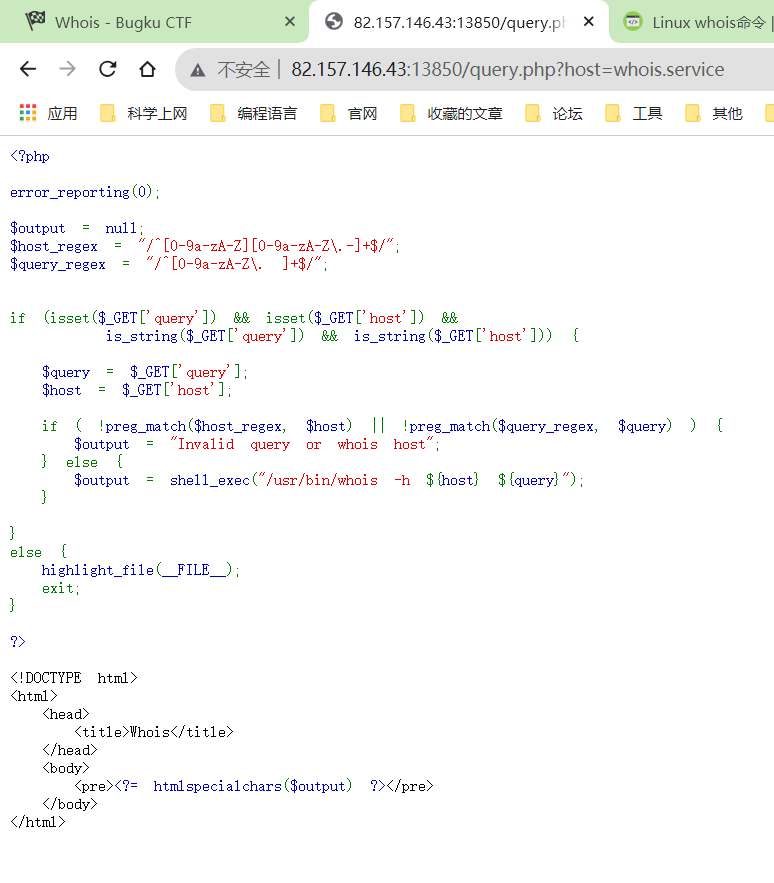 Whois - Bugku CTF
82.157.146.43:13850/query.ph
Linux whois命令 |
不安全 | 82.157.146.43:13850/query.php?host=whois.service
应用 科学上网 编程语言 官网 收藏的文章 论坛 工具 其他
<?php
error_reporting(0);
$output = null;
$host_regex = "/^[0-9a-zA-Z][0-9a-zA-Z\.-]+$/";
$query_regex = "/^[0-9a-zA-Z\. ]+$/";
if (isset($_GET['query']) && isset($_GET['host']) &&
is_string($_GET['query']) && is_string($_GET['host'])) {
$query = $_GET['query'];
$host = $_GET['host'];
if ( !preg_match($host_regex, $host) || !preg_match($query_regex, $query) ) {
$output = "Invalid query or whois host";
} else {
$output = shell_exec("/usr/bin/whois -h ${host} ${query}");
}
}
else {
highlight_file(__FILE__);
exit;
}
?>
<!DOCTYPE html>
<html>
<head>
<title>Whois</title>
</head>
<body>
<pre><?= htmlspecialchars($output) ?></pre>
</body>
</html>